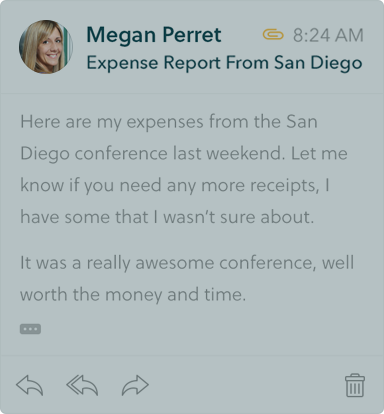 Megan Perret 8:24 AM
Expense Report From San Diego
Here are my expenses from the San
Diego conference last weekend. Let me
know if you need any more receipts, I
have some that I wasn't sure about.
It was a really awesome conference, well
worth the money and time.